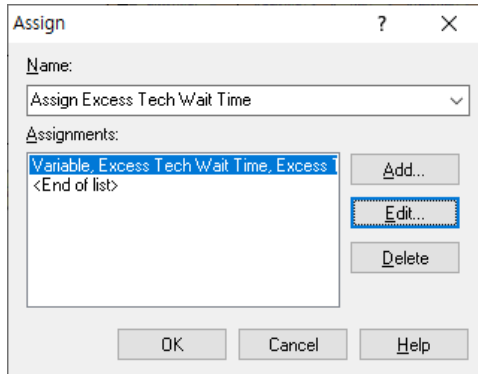 Assign
?
Name:
Assign Excess Tech Wait Time
Assignments:
Variable, Excess Tech Wait Time, Excess
<End of list>
Add...
Edit...
Delete
OK
Cancel
Help